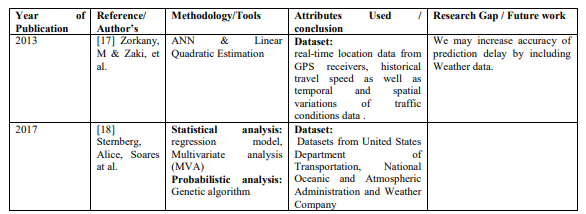 Year of Publication
Reference/ Author's
Methodology/Tools
Attributes Used / conclusion
Research Gap / Future work
2013
[17] Zorkany,
M & Zaki, et
al.
ANN & Linear
Quadratic Estimation
Dataset:
real-time location data from
GPS receivers, historical
travel speed as well as
temporal and spatial
variations of traffic
conditions data .
We may increase accuracy of
prediction delay by including
Weather data.
2017
[18]
Sternberg,
Alice, Soares
at al.
Statistical analysis:
regression model,
Multivariate analysis
(MVA)
Probabilistic analysis:
Genetic algorithm
Dataset:
Datasets from United States
Department of
Transportation, National
Oceanic and Atmospheric
Administration and Weather
Company